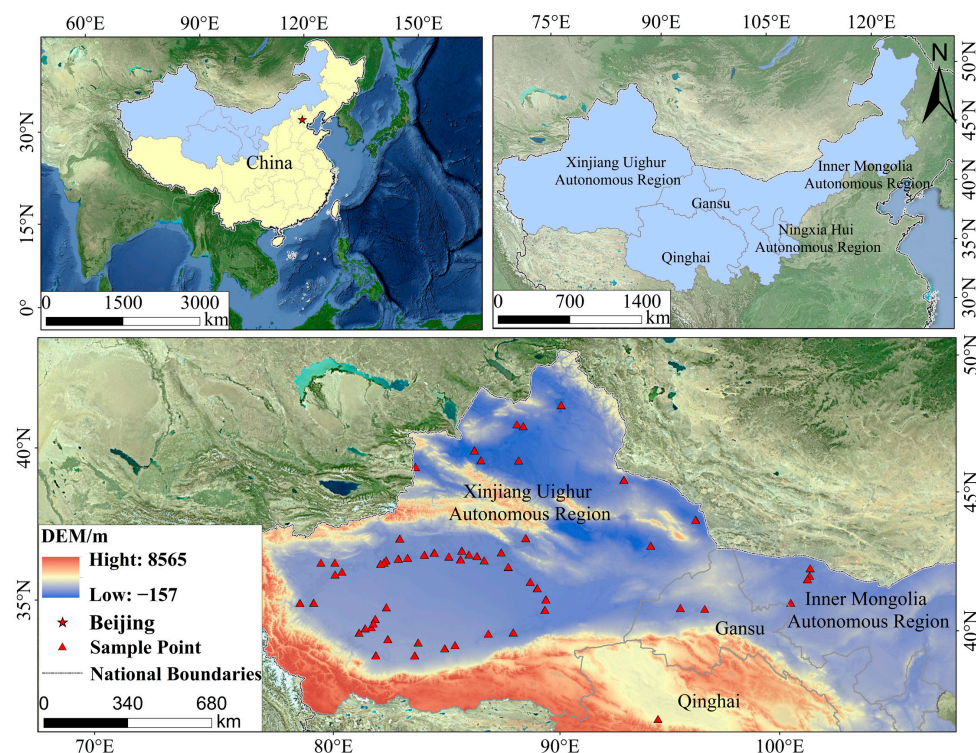 60°E 90°E 120°E 150°E
30°N
15°N
0°
China
0 1500 3000
km
75°E 90°E 105°E 120°E
N
50°N
45°N
40°N
35°N
30°N
Xinjiang Uighur
Autonomous Region
Gansu
Inner Mongolia
Autonomous Region
Ningxia Hui
Autonomous Region
Qinghai
0 700 1400
km
40°N
35°N
50°N
45°N
40°N
Xinjiang Uighur
Autonomous Region
Inner Mongolia
Autonomous Region
Gansu
Qinghai
DEM/m
Hight: 8565
Low: −157
Beijing
Sample Point
National Boundaries
0 340 680
km
70°E 80°E 90°E 100°E